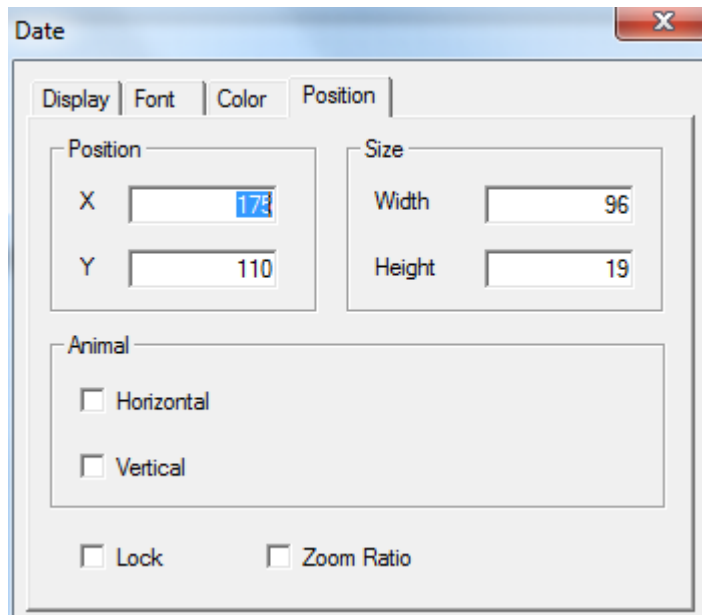 Date
Display Font Color Position
Position
X 175
Y 110
Size
Width 96
Height 19
Animal
Horizontal
Vertical
Lock Zoom Ratio